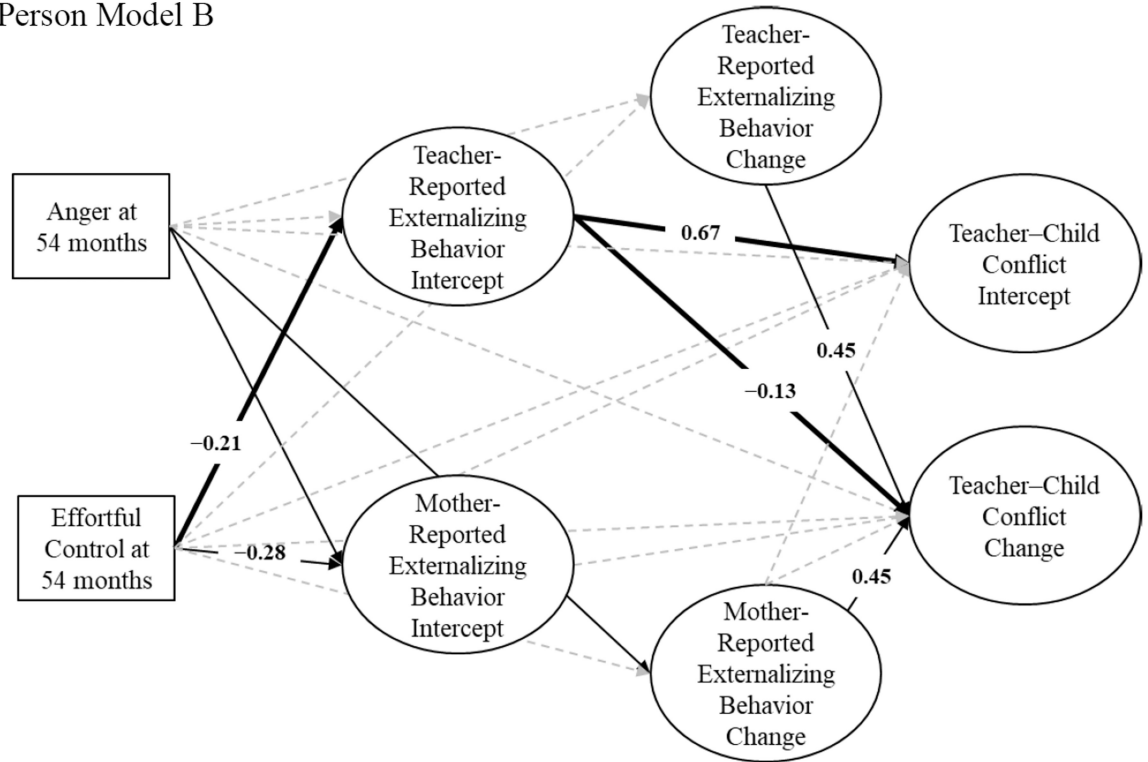 Person Model B
Teacher-
Reported
Externalizing
Behavior
Change
Teacher-
Reported
Externalizing
Behavior
Intercept
Anger at
54 months
0.67
Teacher–Child
Conflict
Intercept
0.45
−0.13
−0.21
Effortful
Control at
54 months
−0.28
Mother-
Reported
Externalizing
Behavior
Intercept
Teacher–Child
Conflict
Change
0.45
Mother-
Reported
Externalizing
Behavior
Change